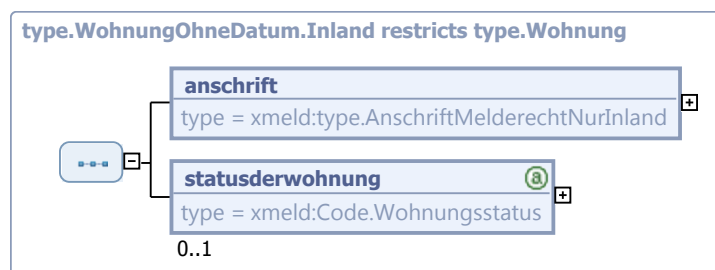 type.WohnungOhneDatum.Inland restricts type.Wohnung
anschrift
type = xmeld:type.AnschriftMelderechtNurInland
statusderwohnung
a
type = xmeld:Code.Wohnungsstatus
0..1